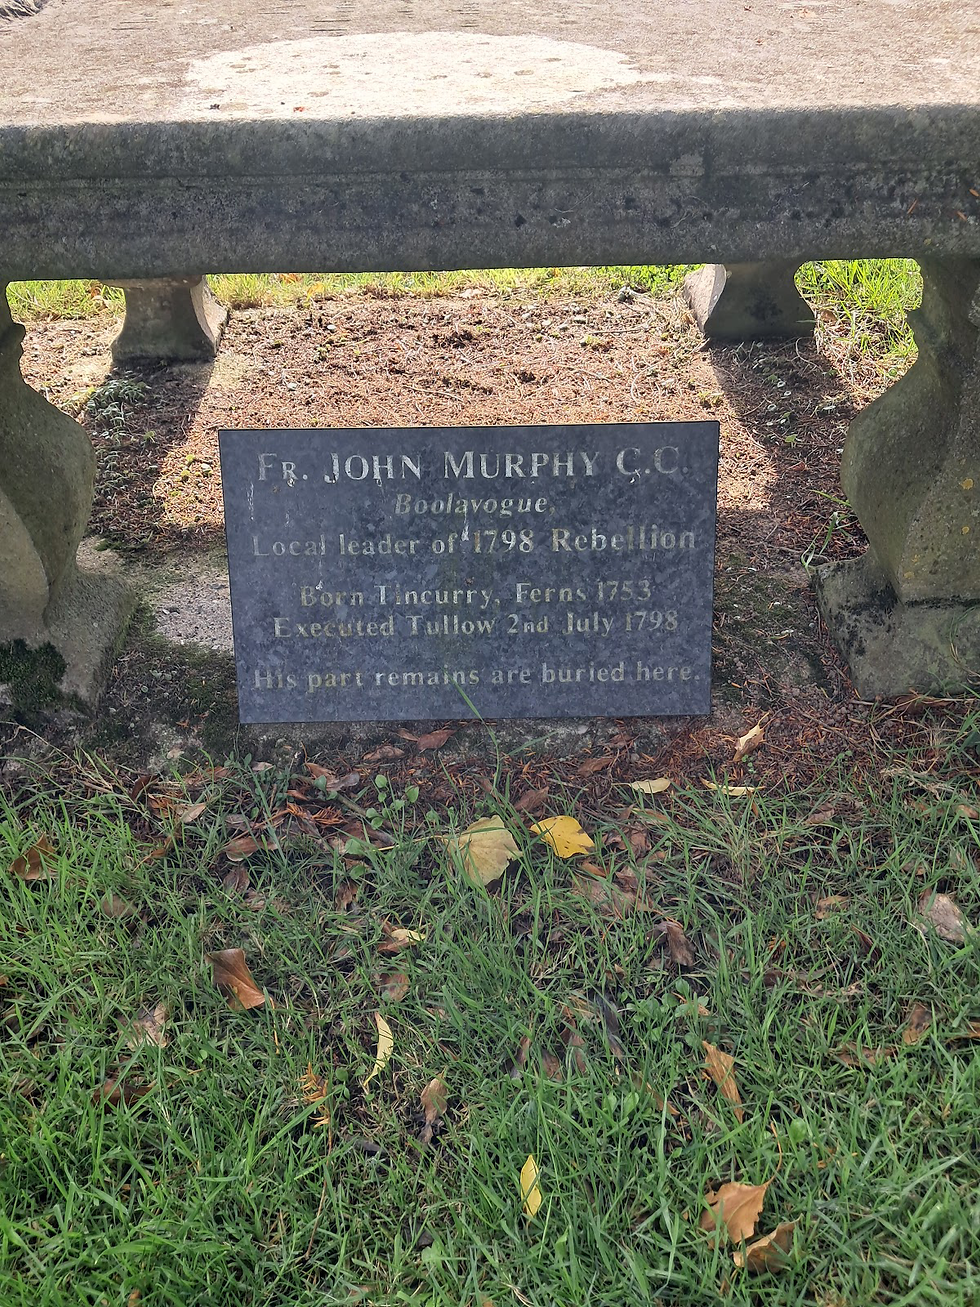 FR. JOHN MURPHY C.C.
Boolavogue,
Local leader of 1798 Rebellion
Born Tincurry, Ferns 1753
Executed Tullow 2nd July 1798
His part remains are buried here.